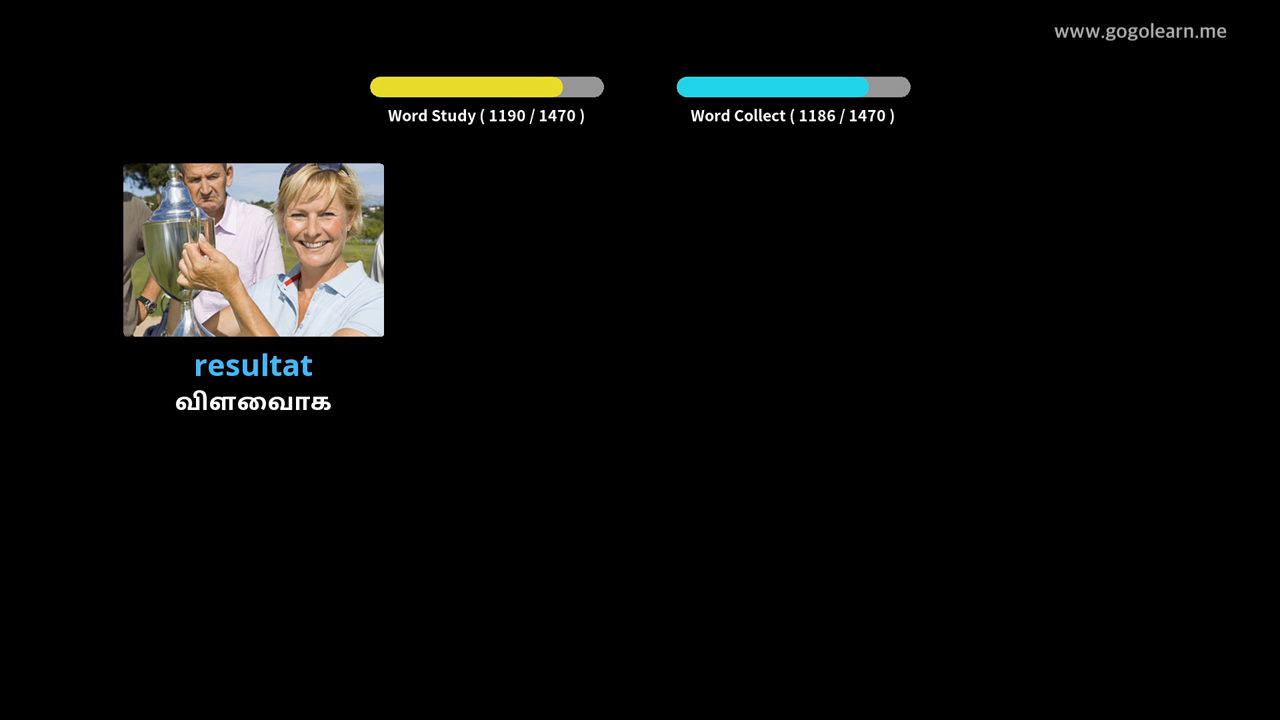 www.gogolearn.me
Word Study ( 1190 / 1470 )
Word Collect ( 1186 / 1470 )
resultat
விளைவாக